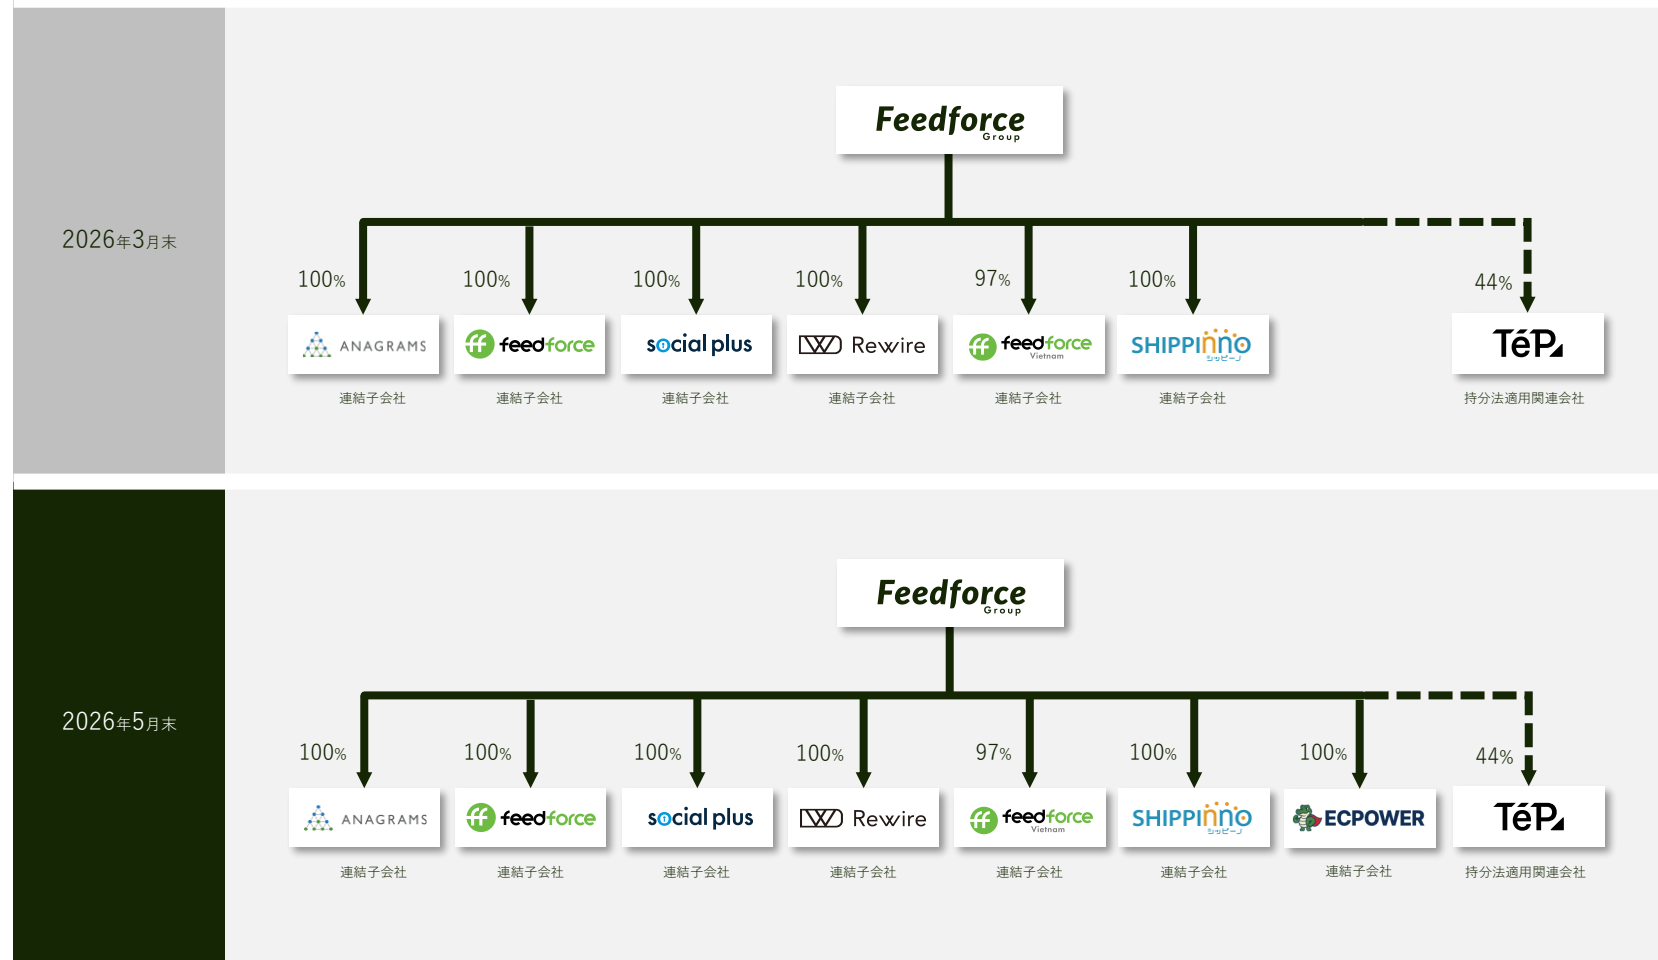 2026年3月末
Feedforce
Group
100%
100%
100%
100%
97%
100%
44%
ANAGRAMS
feedforce
social plus
Rewire
feedforce
Vietnam
SHIPPINNO
シッピーノ
TéP
連結子会社
連結子会社
連結子会社
連結子会社
連結子会社
連結子会社
持分法適用関連会社
2026年5月末
Feedforce
Group
100%
100%
100%
100%
97%
100%
100%
44%
ANAGRAMS
feedforce
social plus
Rewire
feedforce
Vietnam
SHIPPINNO
シッピーノ
ECPOWER
TéP
連結子会社
連結子会社
連結子会社
連結子会社
連結子会社
連結子会社
連結子会社
持分法適用関連会社